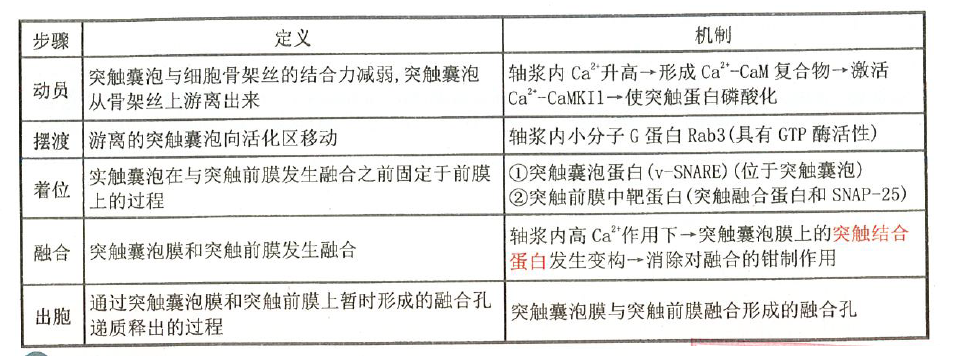 步骤 定义 机制
动员 突触囊泡与细胞骨架丝的结合力减弱,突触囊泡
从骨架丝上游离出来
轴浆内 Ca²⁺升高→形成 Ca²⁺-CaM 复合物→激活
Ca²⁺-CaMKI1→使突触蛋白磷酸化
摆渡 游离的突触囊泡向活化区移动
轴浆内小分子 G 蛋白 Rab3(具有 GTP 酶活性)
着位 实触囊泡在与突触前膜发生融合之前固定于前膜
上的过程
①突触囊泡蛋白(v-SNARE)(位于突触囊泡)
②突触前膜中靶蛋白(突触融合蛋白和 SNAP-25)
融合 突触囊泡膜和突触前膜发生融合
轴浆内高 Ca²⁺作用下→突触囊泡膜上的突触结合
蛋白发生变构→消除对融合的钳制作用
出胞 通过突触囊泡膜和突触前膜上暂时形成的融合孔
递质释出的过程
突触囊泡膜与突触前膜融合形成的融合孔